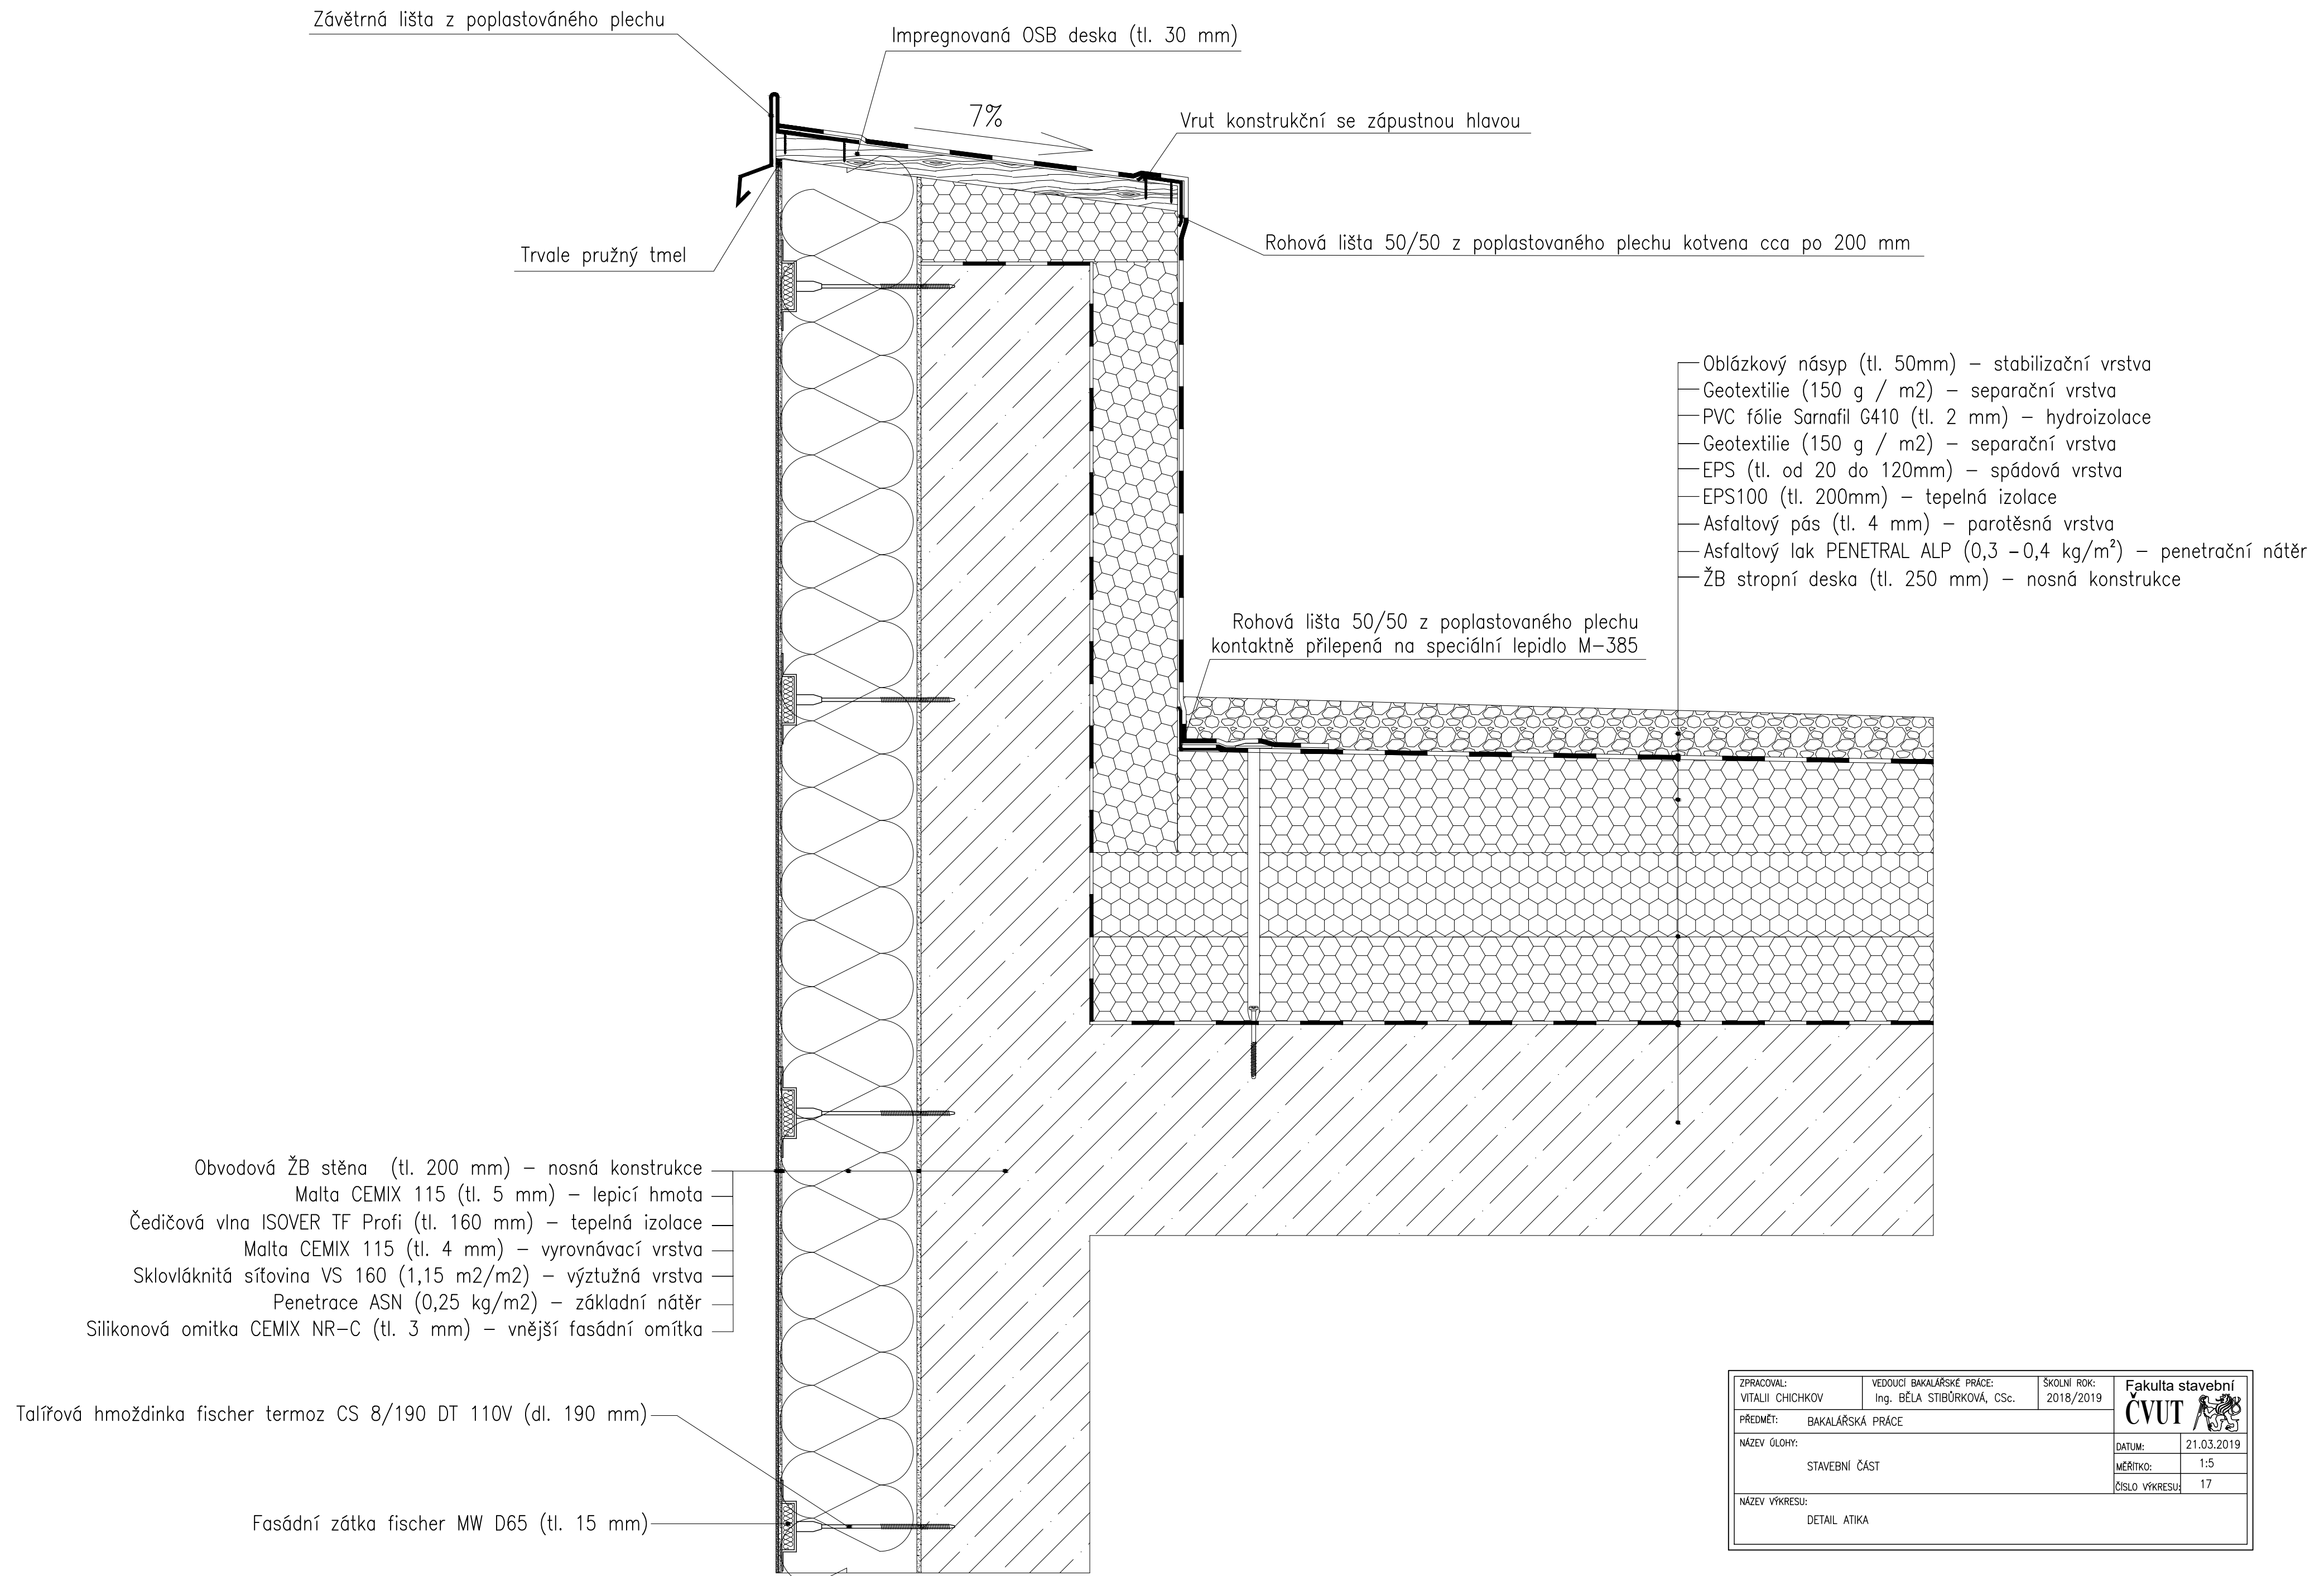 Závětrná lišta z poplastováného plechu
Impregnovaná OSB deska (tl. 30 mm)
7%
Vrut konstrukční se zápustnou hlavou
Rohová lišta 50/50 z poplastovaného plechu kotvena cca po 200 mm
Trvale pružný tmel
Oblázkový násyp (tl. 50mm) – stabilizační vrstva
Geotextilie (150 g / m2) – separační vrstva
PVC fólie Sarnafil G410 (tl. 2 mm) – hydroizolace
Geotextilie (150 g / m2) – separační vrstva
EPS (tl. od 20 do 120mm) – spádová vrstva
EPS100 (tl. 200mm) – tepelná izolace
Asfaltový pás (tl. 4 mm) – parotěsná vrstva
Asfaltový lak PENETRAL ALP (0,3 –0,4 kg/m²) – penetrační nátěr
ŽB stropní deska (tl. 250 mm) – nosná konstrukce
Rohová lišta 50/50 z poplastovaného plechu
kontaktně přilepená na speciální lepidlo M–385
Obvodová ŽB stěna (tl. 200 mm) – nosná konstrukce
Malta CEMIX 115 (tl. 5 mm) – lepicí hmota
Čedičová vlna ISOVER TF Profi (tl. 160 mm) – tepelná izolace
Malta CEMIX 115 (tl. 4 mm) – vyrovnávací vrstva
Sklovláknitá síťovina VS 160 (1,15 m2/m2) – výztužná vrstva
Penetrace ASN (0,25 kg/m2) – základní nátěr
Silikonová omitka CEMIX NR–C (tl. 3 mm) – vnější fasádní omítka
Talířová hmoždinka fischer termoz CS 8/190 DT 110V (dl. 190 mm)
Fasádní zátka fischer MW D65 (tl. 15 mm)
ZPRACOVAL:
VITALII CHICHKOV
VEDOUCÍ BAKALÁŘSKÉ PRÁCE:
Ing. BĚLA STIBŮRKOVÁ, CSc.
ŠKOLNÍ ROK:
2018/2019
Fakulta stavební
ČVUT
PŘEDMĚT: BAKALÁŘSKÁ PRÁCE
NÁZEV ÚLOHY:
STAVEBNÍ ČÁST
DATUM: 21.03.2019
MĚŘÍTKO: 1:5
ČÍSLO VÝKRESU: 17
NÁZEV VÝKRESU:
DETAIL ATIKA